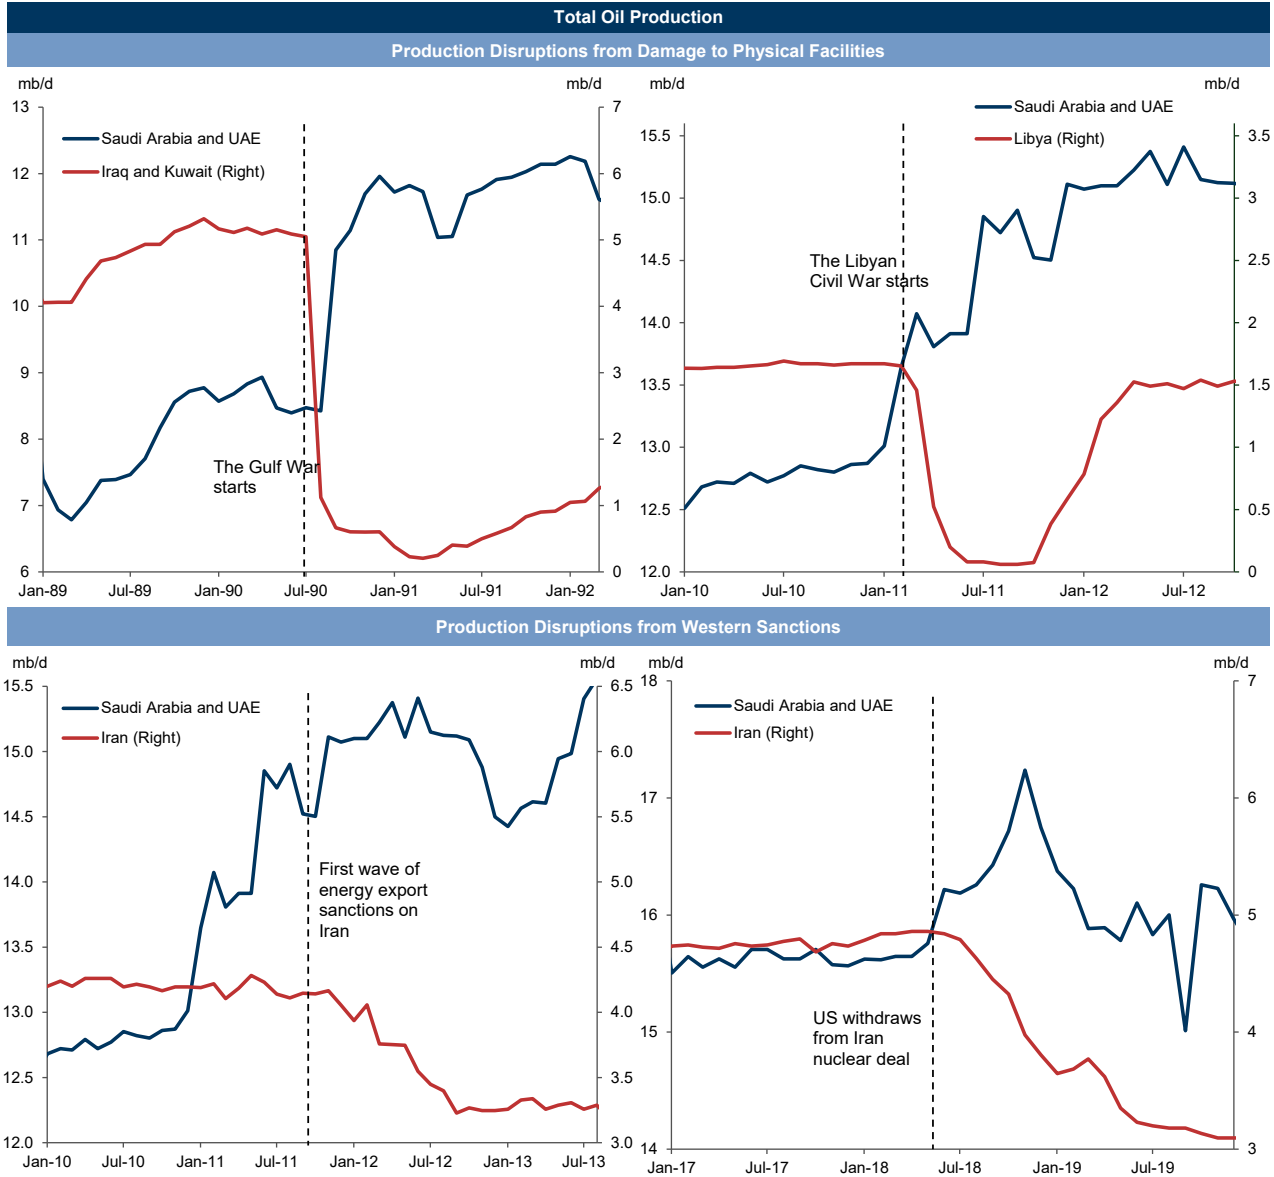 Total Oil Production
Production Disruptions from Damage to Physical Facilities
mb/d
mb/d
13
12
11
10
9
8
7
6
7
6
5
4
3
2
1
0
Saudi Arabia and UAE
Iraq and Kuwait (Right)
The Gulf War
starts
Jan-89
Jul-89
Jan-90
Jul-90
Jan-91
Jul-91
Jan-92
mb/d
mb/d
15.5
15.0
14.5
14.0
13.5
13.0
12.5
12.0
3.5
3
2.5
2
1.5
1
0.5
0
Saudi Arabia and UAE
Libya (Right)
The Libyan
Civil War starts
Jan-10
Jul-10
Jan-11
Jul-11
Jan-12
Jul-12
Production Disruptions from Western Sanctions
mb/d
mb/d
15.5
15.0
14.5
14.0
13.5
13.0
12.5
12.0
6.5
6.0
5.5
5.0
4.5
4.0
3.5
3.0
Saudi Arabia and UAE
Iran (Right)
First wave of
energy export
sanctions on
Iran
Jan-10
Jul-10
Jan-11
Jul-11
Jan-12
Jul-12
Jan-13
Jul-13
mb/d
mb/d
18
17
16
15
14
7
6
5
4
3
Saudi Arabia and UAE
Iran (Right)
US withdraws
from Iran
nuclear deal
Jan-17
Jul-17
Jan-18
Jul-18
Jan-19
Jul-19